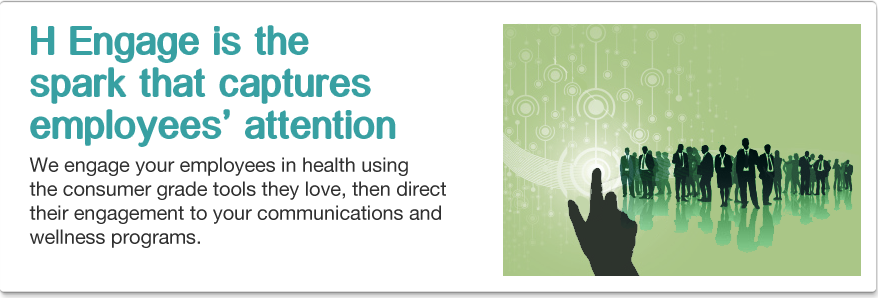 H Engage is the
spark that captures
employees’ attention
We engage your employees in health using
the consumer grade tools they love, then direct
their engagement to your communications and
wellness programs.